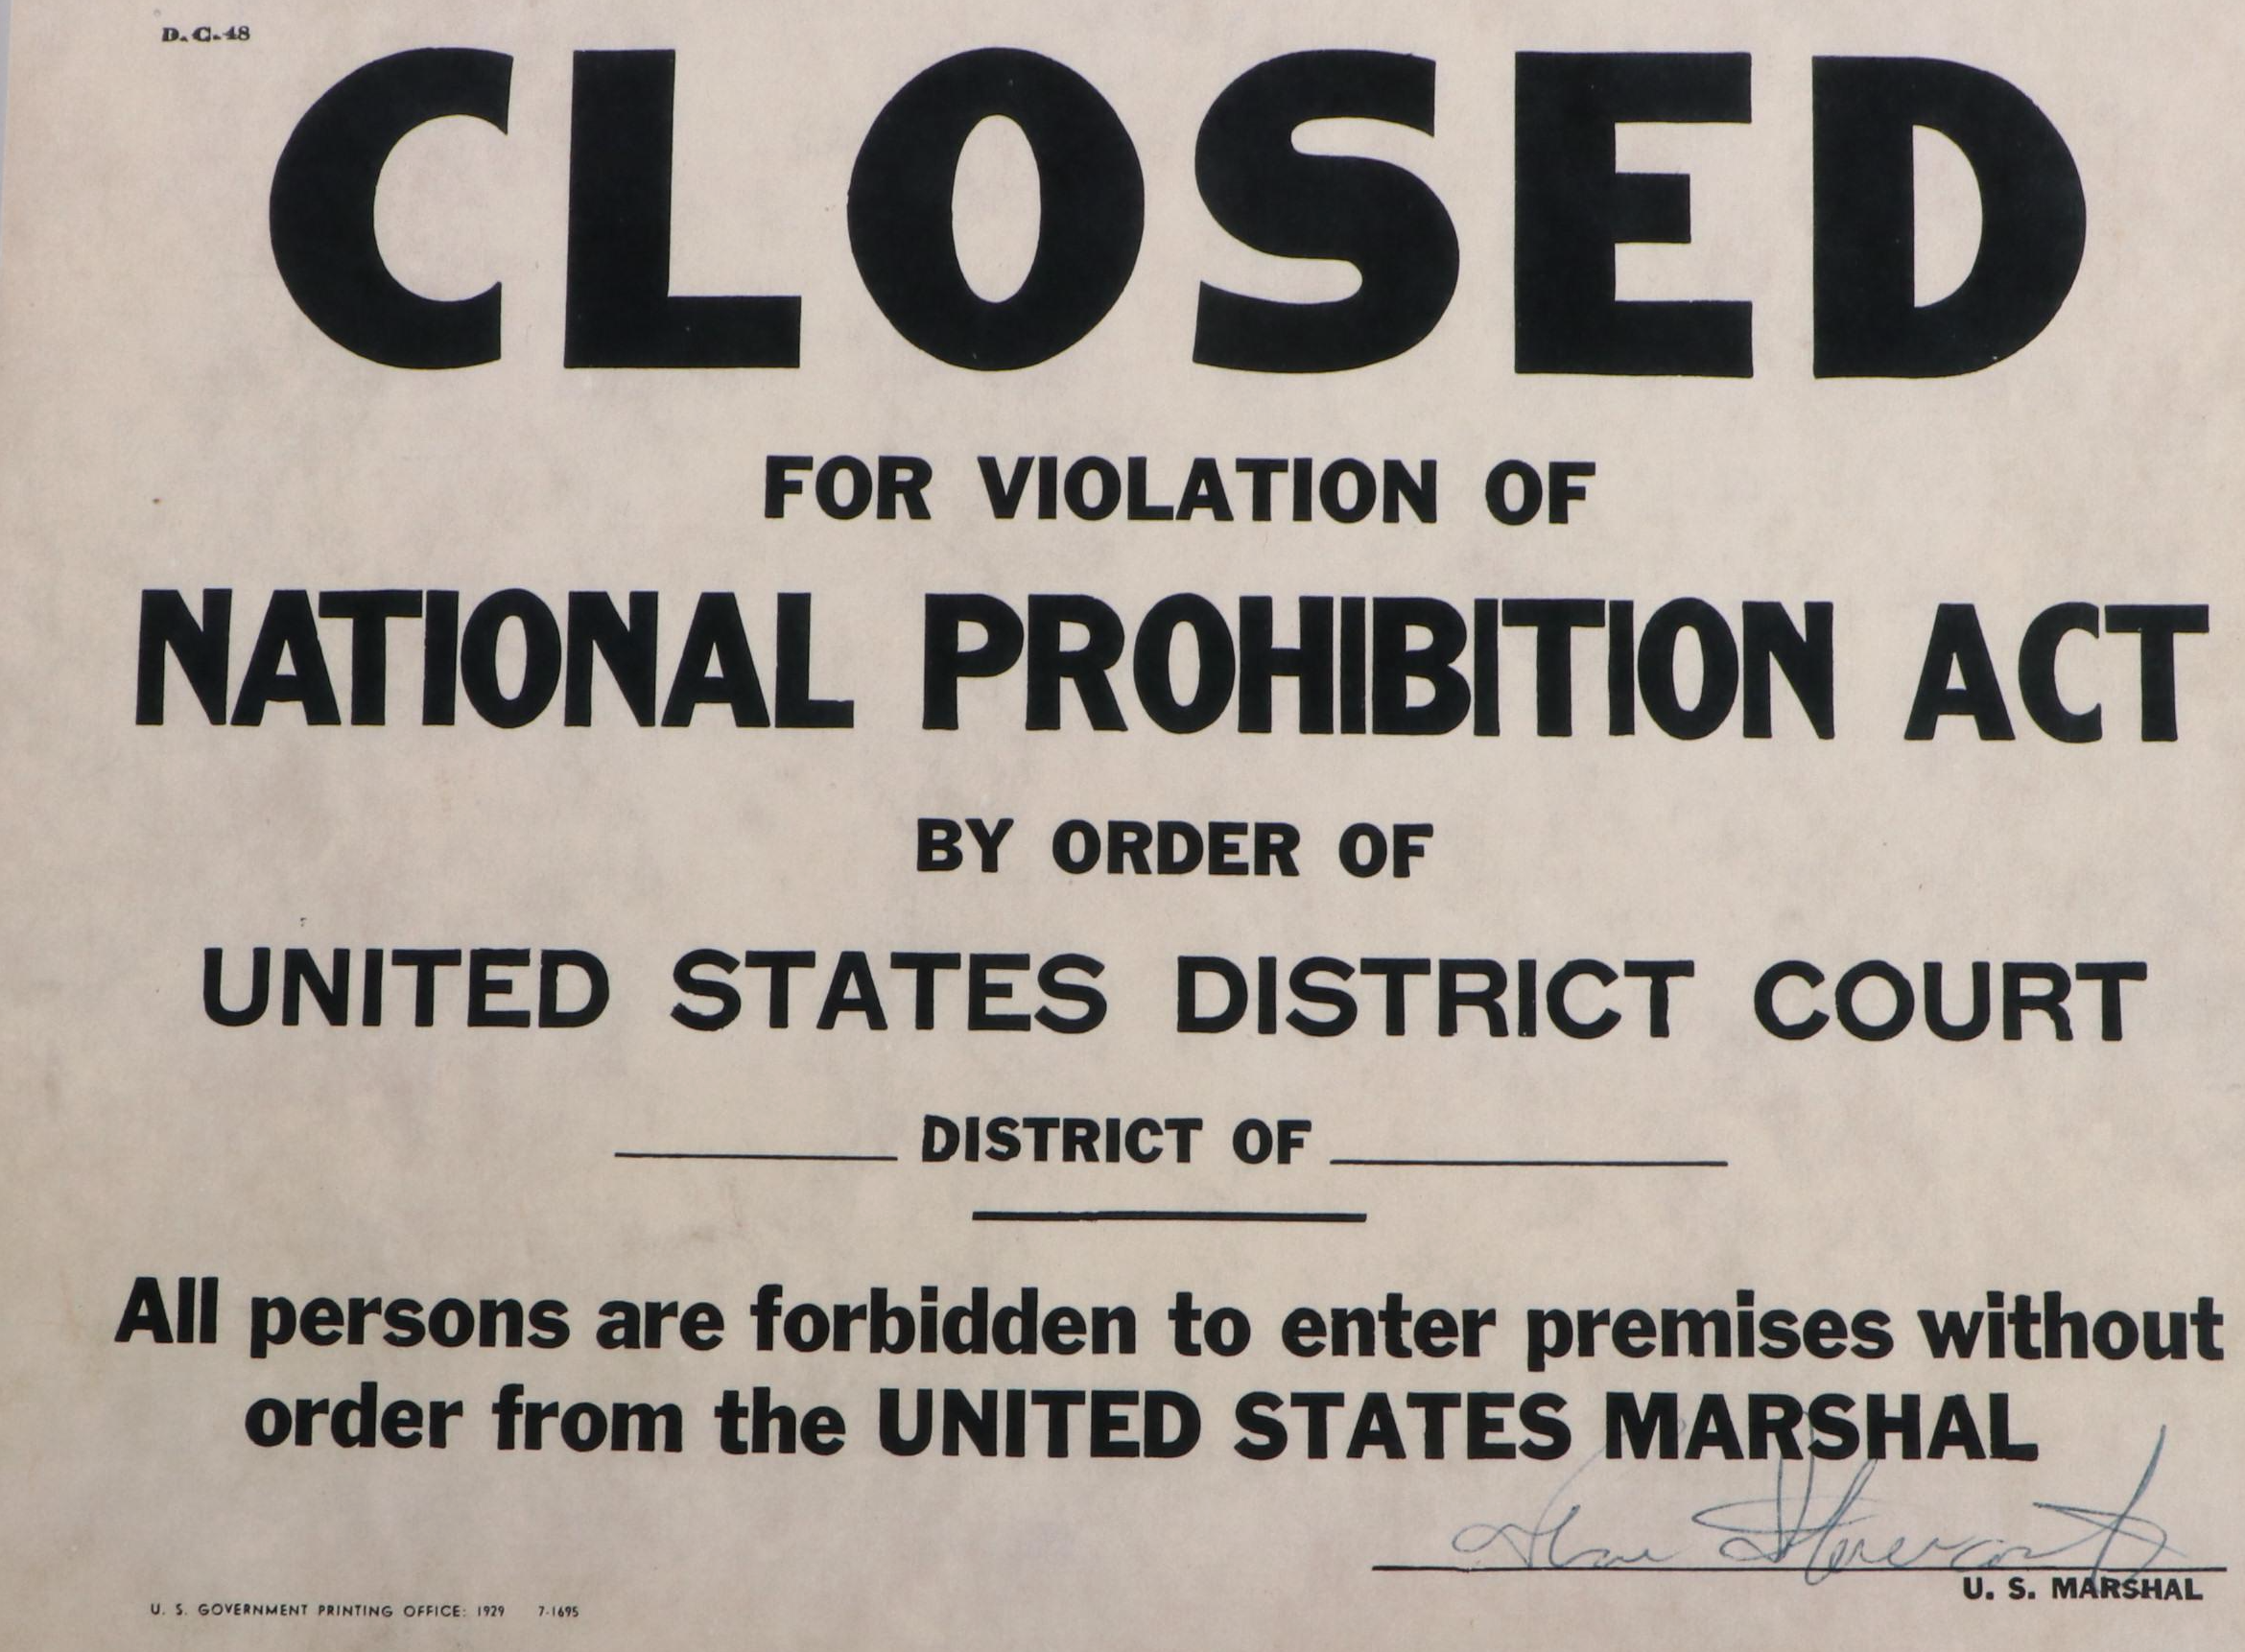 D. C.-48
CLOSED
FOR VIOLATION OF
NATIONAL PROHIBITION ACT
BY ORDER OF
UNITED STATES DISTRICT COURT
DISTRICT OF
All persons are forbidden to enter premises without
order from the UNITED STATES MARSHAL
U. S. MARSHAL
U. S. GOVERNMENT PRINTING OFFICE: 1929 7-1695